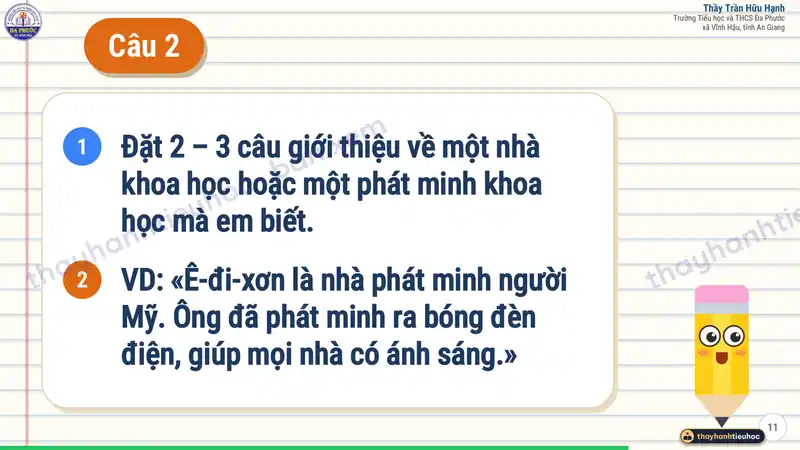 Thầy Trần Hữu Hạnh
Trường Tiểu học và THCS Đa Phước
xã Vĩnh Hậu, tỉnh An Giang
ĐA PHƯỚC
Câu 2
1
Đặt 2 – 3 câu giới thiệu về một nhà
khoa học hoặc một phát minh khoa
học mà em biết.
2
VD: «Ê-đi-xơn là nhà phát minh người
Mỹ. Ông đã phát minh ra bóng đèn
điện, giúp mọi nhà có ánh sáng.»
thayhanhtieuhoc
11